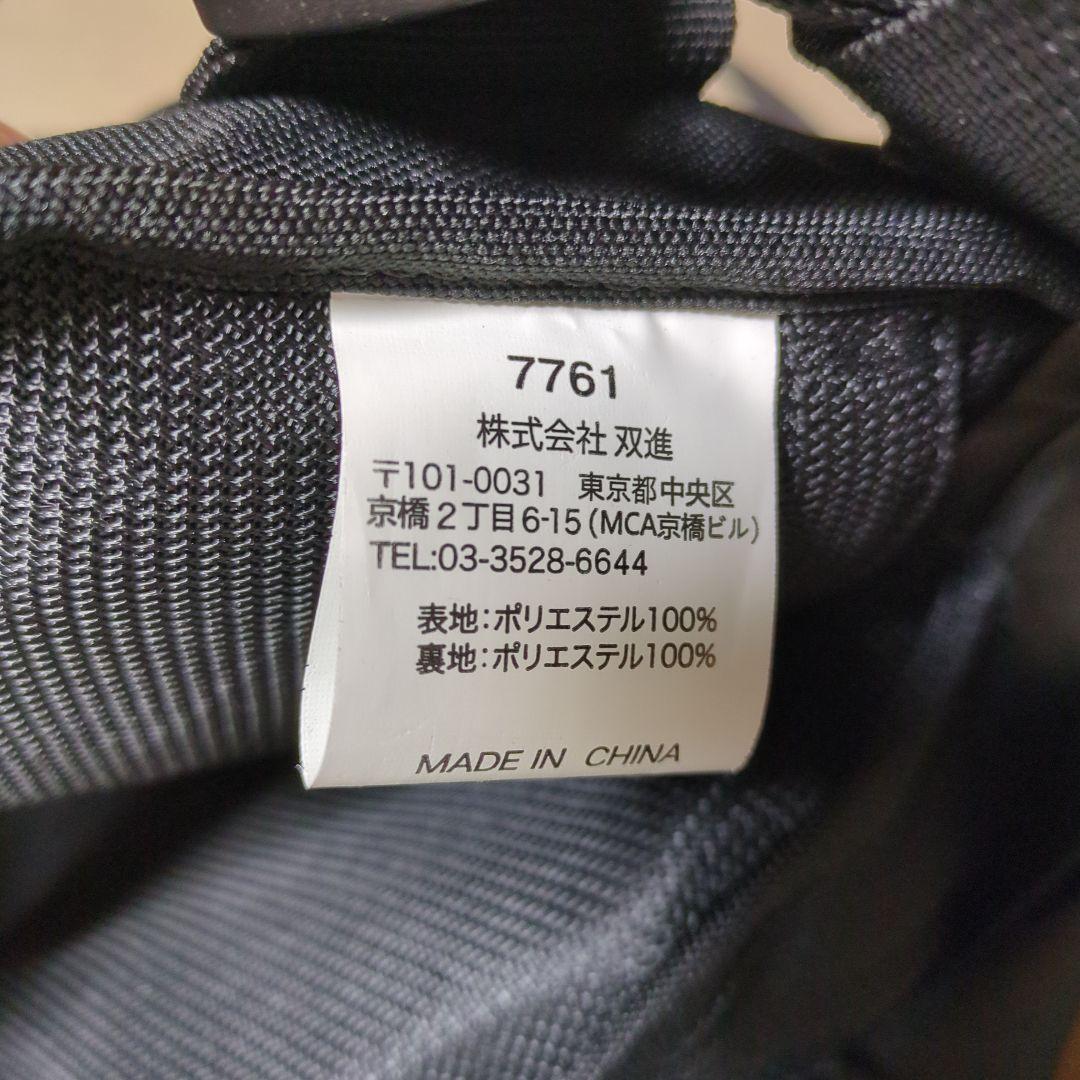 7761
株式会社 双進
〒101-0031 東京都中央区
京橋2丁目6-15(MCA京橋ビル)
TEL:03-3528-6644
表地:ポリエステル100%
裏地:ポリエステル100%
MADE IN CHINA